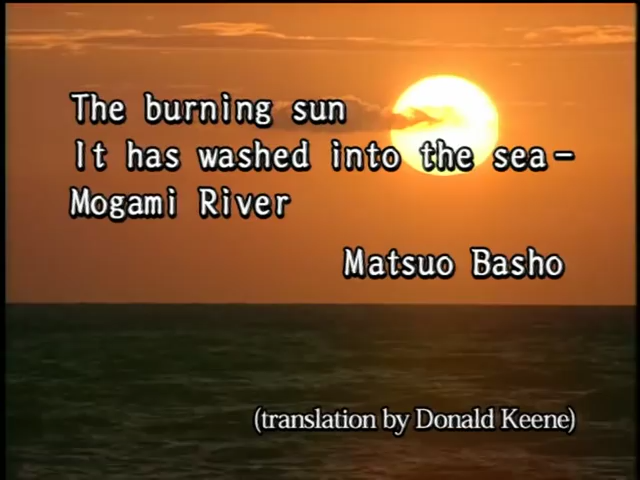 The burning sun
It has washed into the sea–
Mogami River
Matsuo Basho
(translation by Donald Keene)